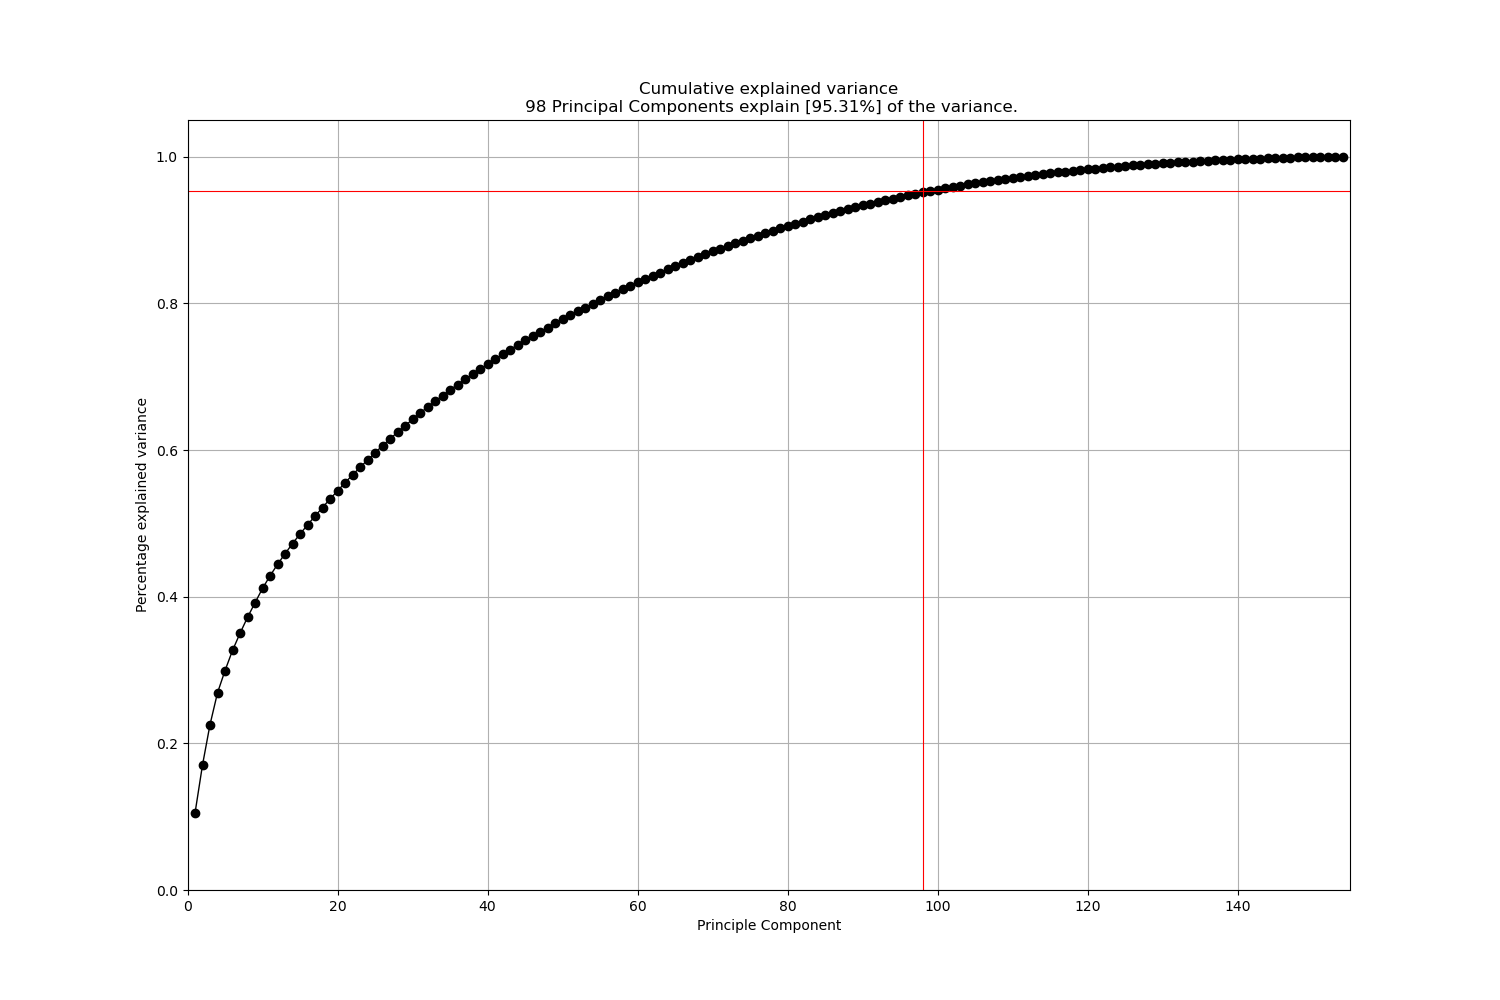 Cumulative explained variance
98 Principal Components explain [95.31%] of the variance.
1.0
0.8
0.6
0.4
0.2
0.0
Percentage explained variance
0 20 40 60 80 100 120 140
Principle Component